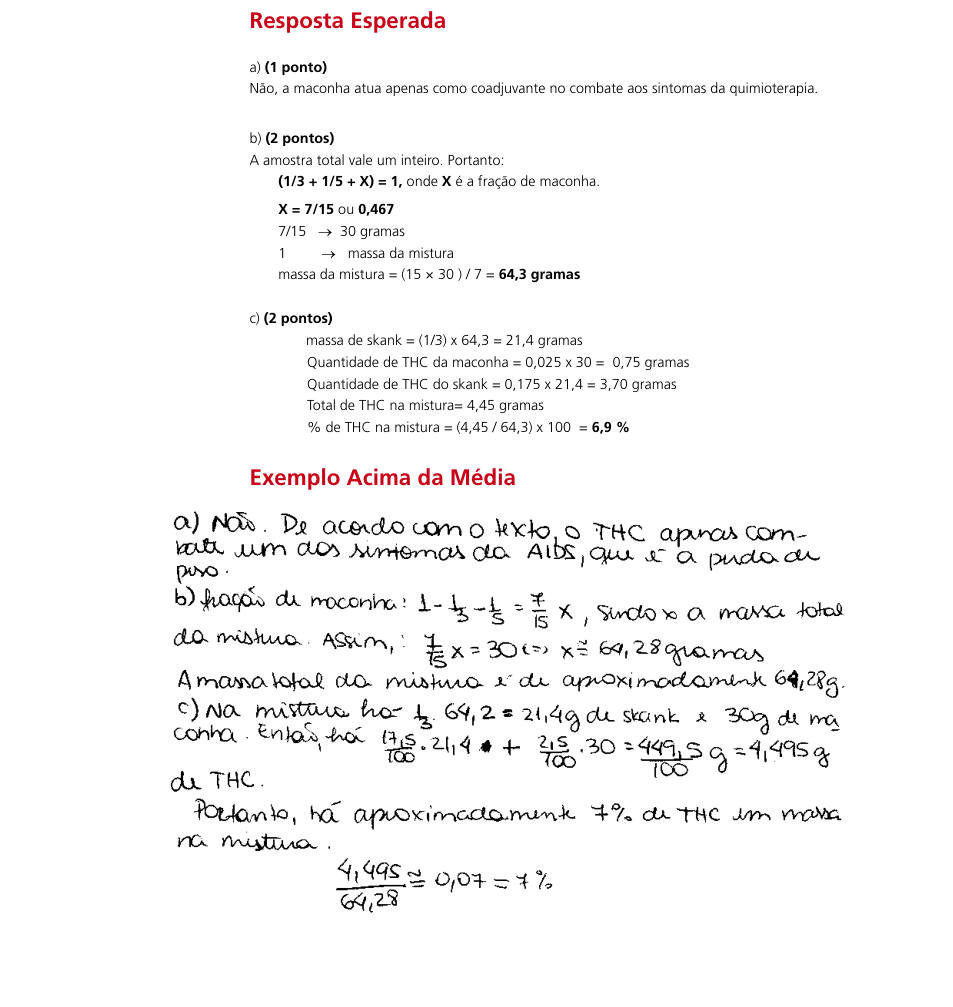 Resposta Esperada
a) (1 ponto)
Não, a maconha atua apenas como coadjuvante no combate aos sintomas da quimioterapia.
b) (2 pontos)
A amostra total vale um inteiro. Portanto:
(1/3 + 1/5 + X) = 1, onde X é a fração de maconha.
X = 7/15 ou 0,467
7/15 → 30 gramas
1 → massa da mistura
massa da mistura = (15 × 30 ) / 7 = 64,3 gramas
c) (2 pontos)
massa de skank = (1/3) x 64,3 = 21,4 gramas
Quantidade de THC da maconha = 0,025 x 30 = 0,75 gramas
Quantidade de THC do skank = 0,175 x 21,4 = 3,70 gramas
Total de THC na mistura= 4,45 gramas
% de THC na mistura = (4,45 / 64,3) x 100 = 6,9 %
Exemplo Acima da Média
a) Não. De acordo com o texto, o THC apenas com-
bate um dos sintomas da AIDS, que é a perda de
peso.
b) fração de maconha: 1 - 1/3 - 1/5 = 7/15 x, sendo x a massa total
da mistura. Assim,: 7/15 x = 30 <=> x ≅ 64,28 gramas
A massa total da mistura é de aproximadamente 64,28g.
c) Na mistura há 1/3 . 64,2 = 21,4g de skank e 30g de ma
conha. Então, há 17,5/100 . 21,4 + 2,5/100 . 30 = 449,5/100 g = 4,495g
de THC.
Portanto, há aproximadamente 7% de THC em massa
na mistura.
4,495/64,28 ≅ 0,07 = 7%